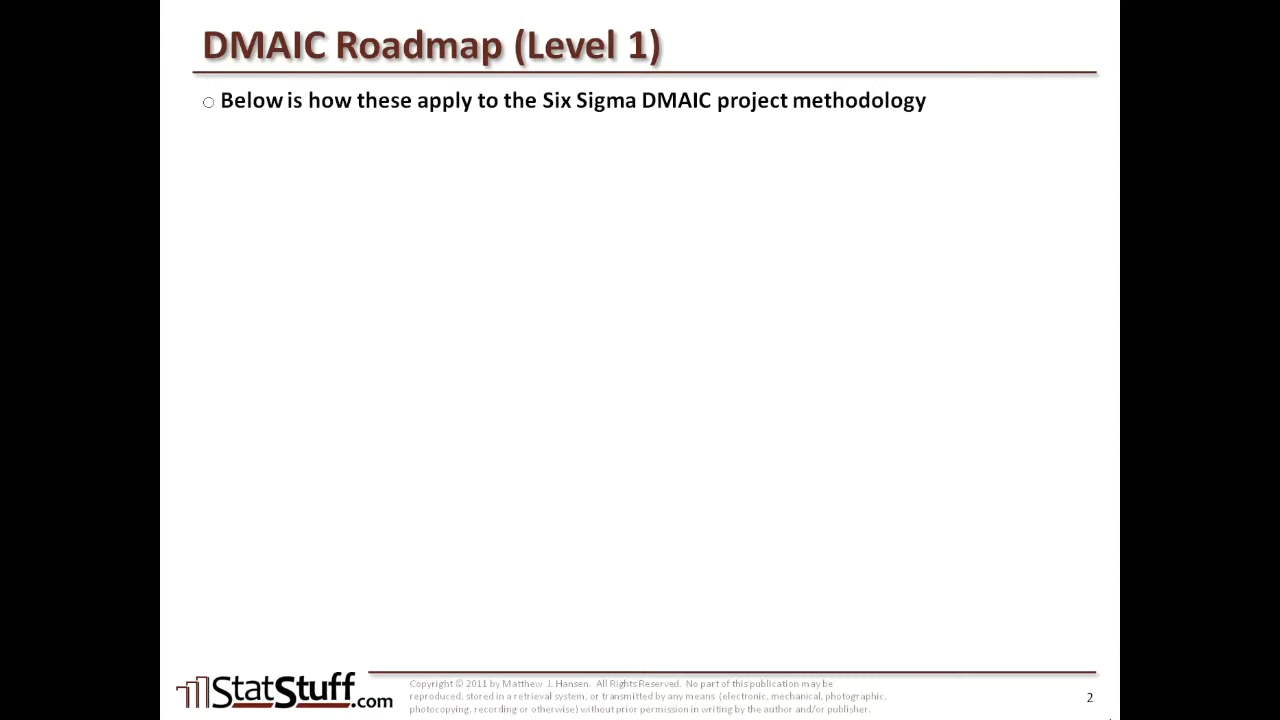 DMAIC Roadmap (Level 1)
Below is how these apply to the Six Sigma DMAIC project methodology
StatStuff.com
Copyright © 2011 by Matthew J. Hansen. All Rights Reserved. No part of this publication may be
reproduced, stored in a retrieval system, or transmitted by any means (electronic, mechanical, photographic,
photocopying, recording or otherwise) without prior permission in writing by the author and/or publisher.
2